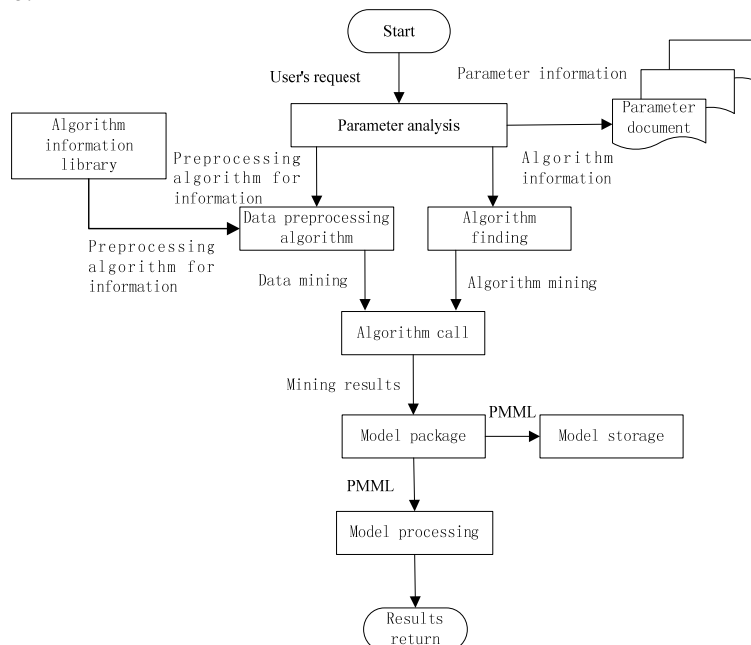 Start
User's request
Parameter information
Parameter analysis
Parameter
document
Algorithm
information
library
Preprocessing
algorithm for
information
Algorithm
information
Data preprocessing
algorithm
Algorithm
finding
Preprocessing
algorithm for
information
Data mining
Algorithm mining
Algorithm call
Mining results
Model package
PMML
Model storage
PMML
Model processing
Results
return